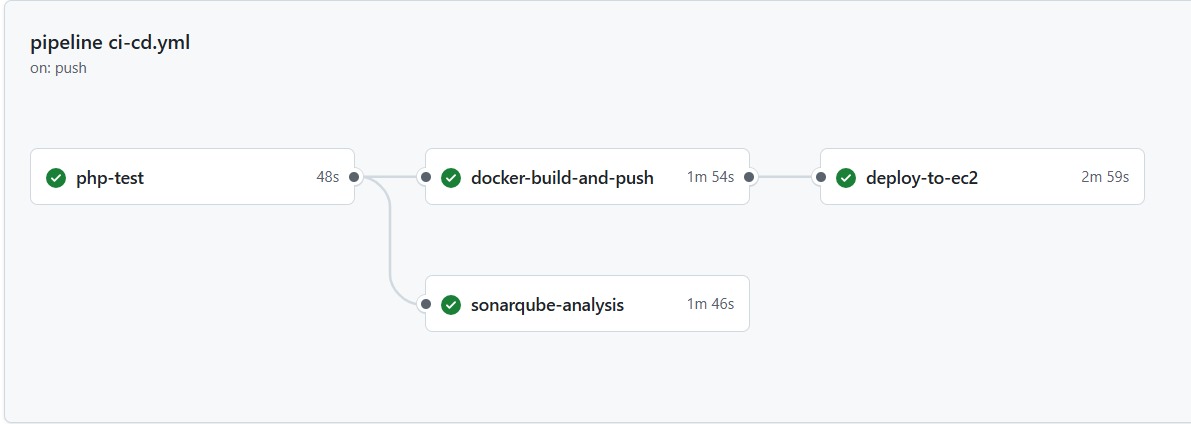 pipeline ci-cd.yml
on: push
php-test 48s
docker-build-and-push 1m 54s
deploy-to-ec2 2m 59s
sonarqube-analysis 1m 46s